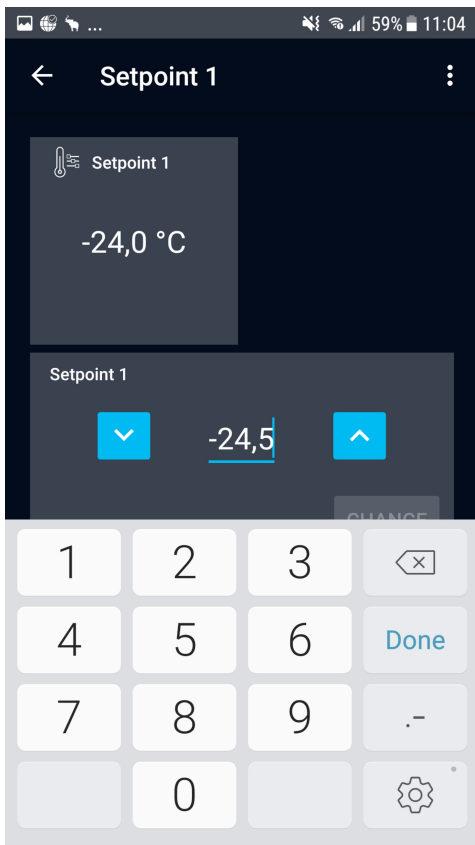 ... 59% 11:04
Setpoint 1
Setpoint 1
-24,0 °C
Setpoint 1
-24,5
CHANGE
1 2 3
4 5 6 Done
7 8 9 .-
0